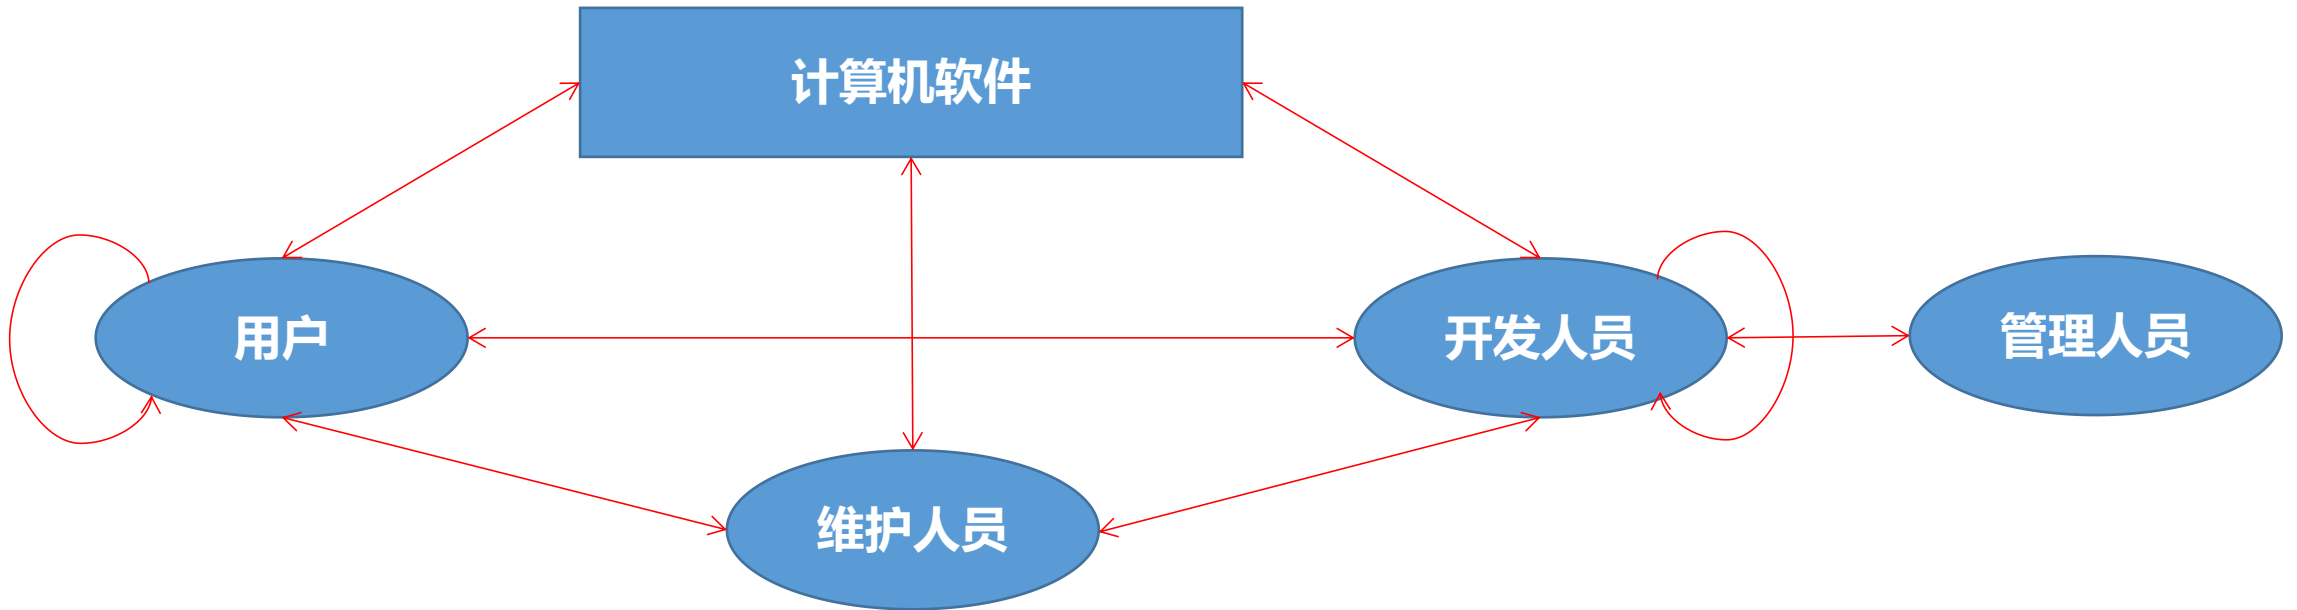 计算机软件
用户
开发人员
管理人员
维护人员